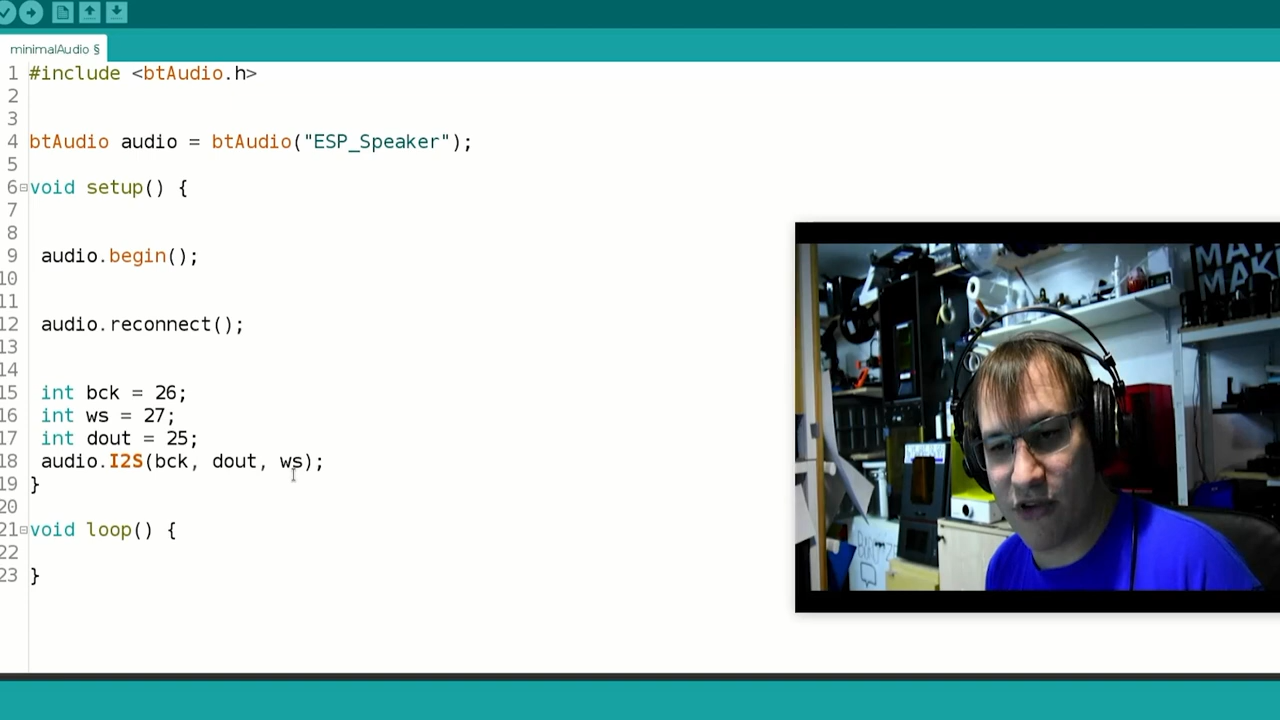 minimalAudio §
1 #include <btAudio.h>
2
3
4 btAudio audio = btAudio("ESP_Speaker");
5
6 void setup() {
7
8
9 audio.begin();
10
11
12 audio.reconnect();
13
14
15 int bck = 26;
16 int ws = 27;
17 int dout = 25;
18 audio.I2S(bck, dout, ws);
19 }
20
21 void loop() {
22
23 }